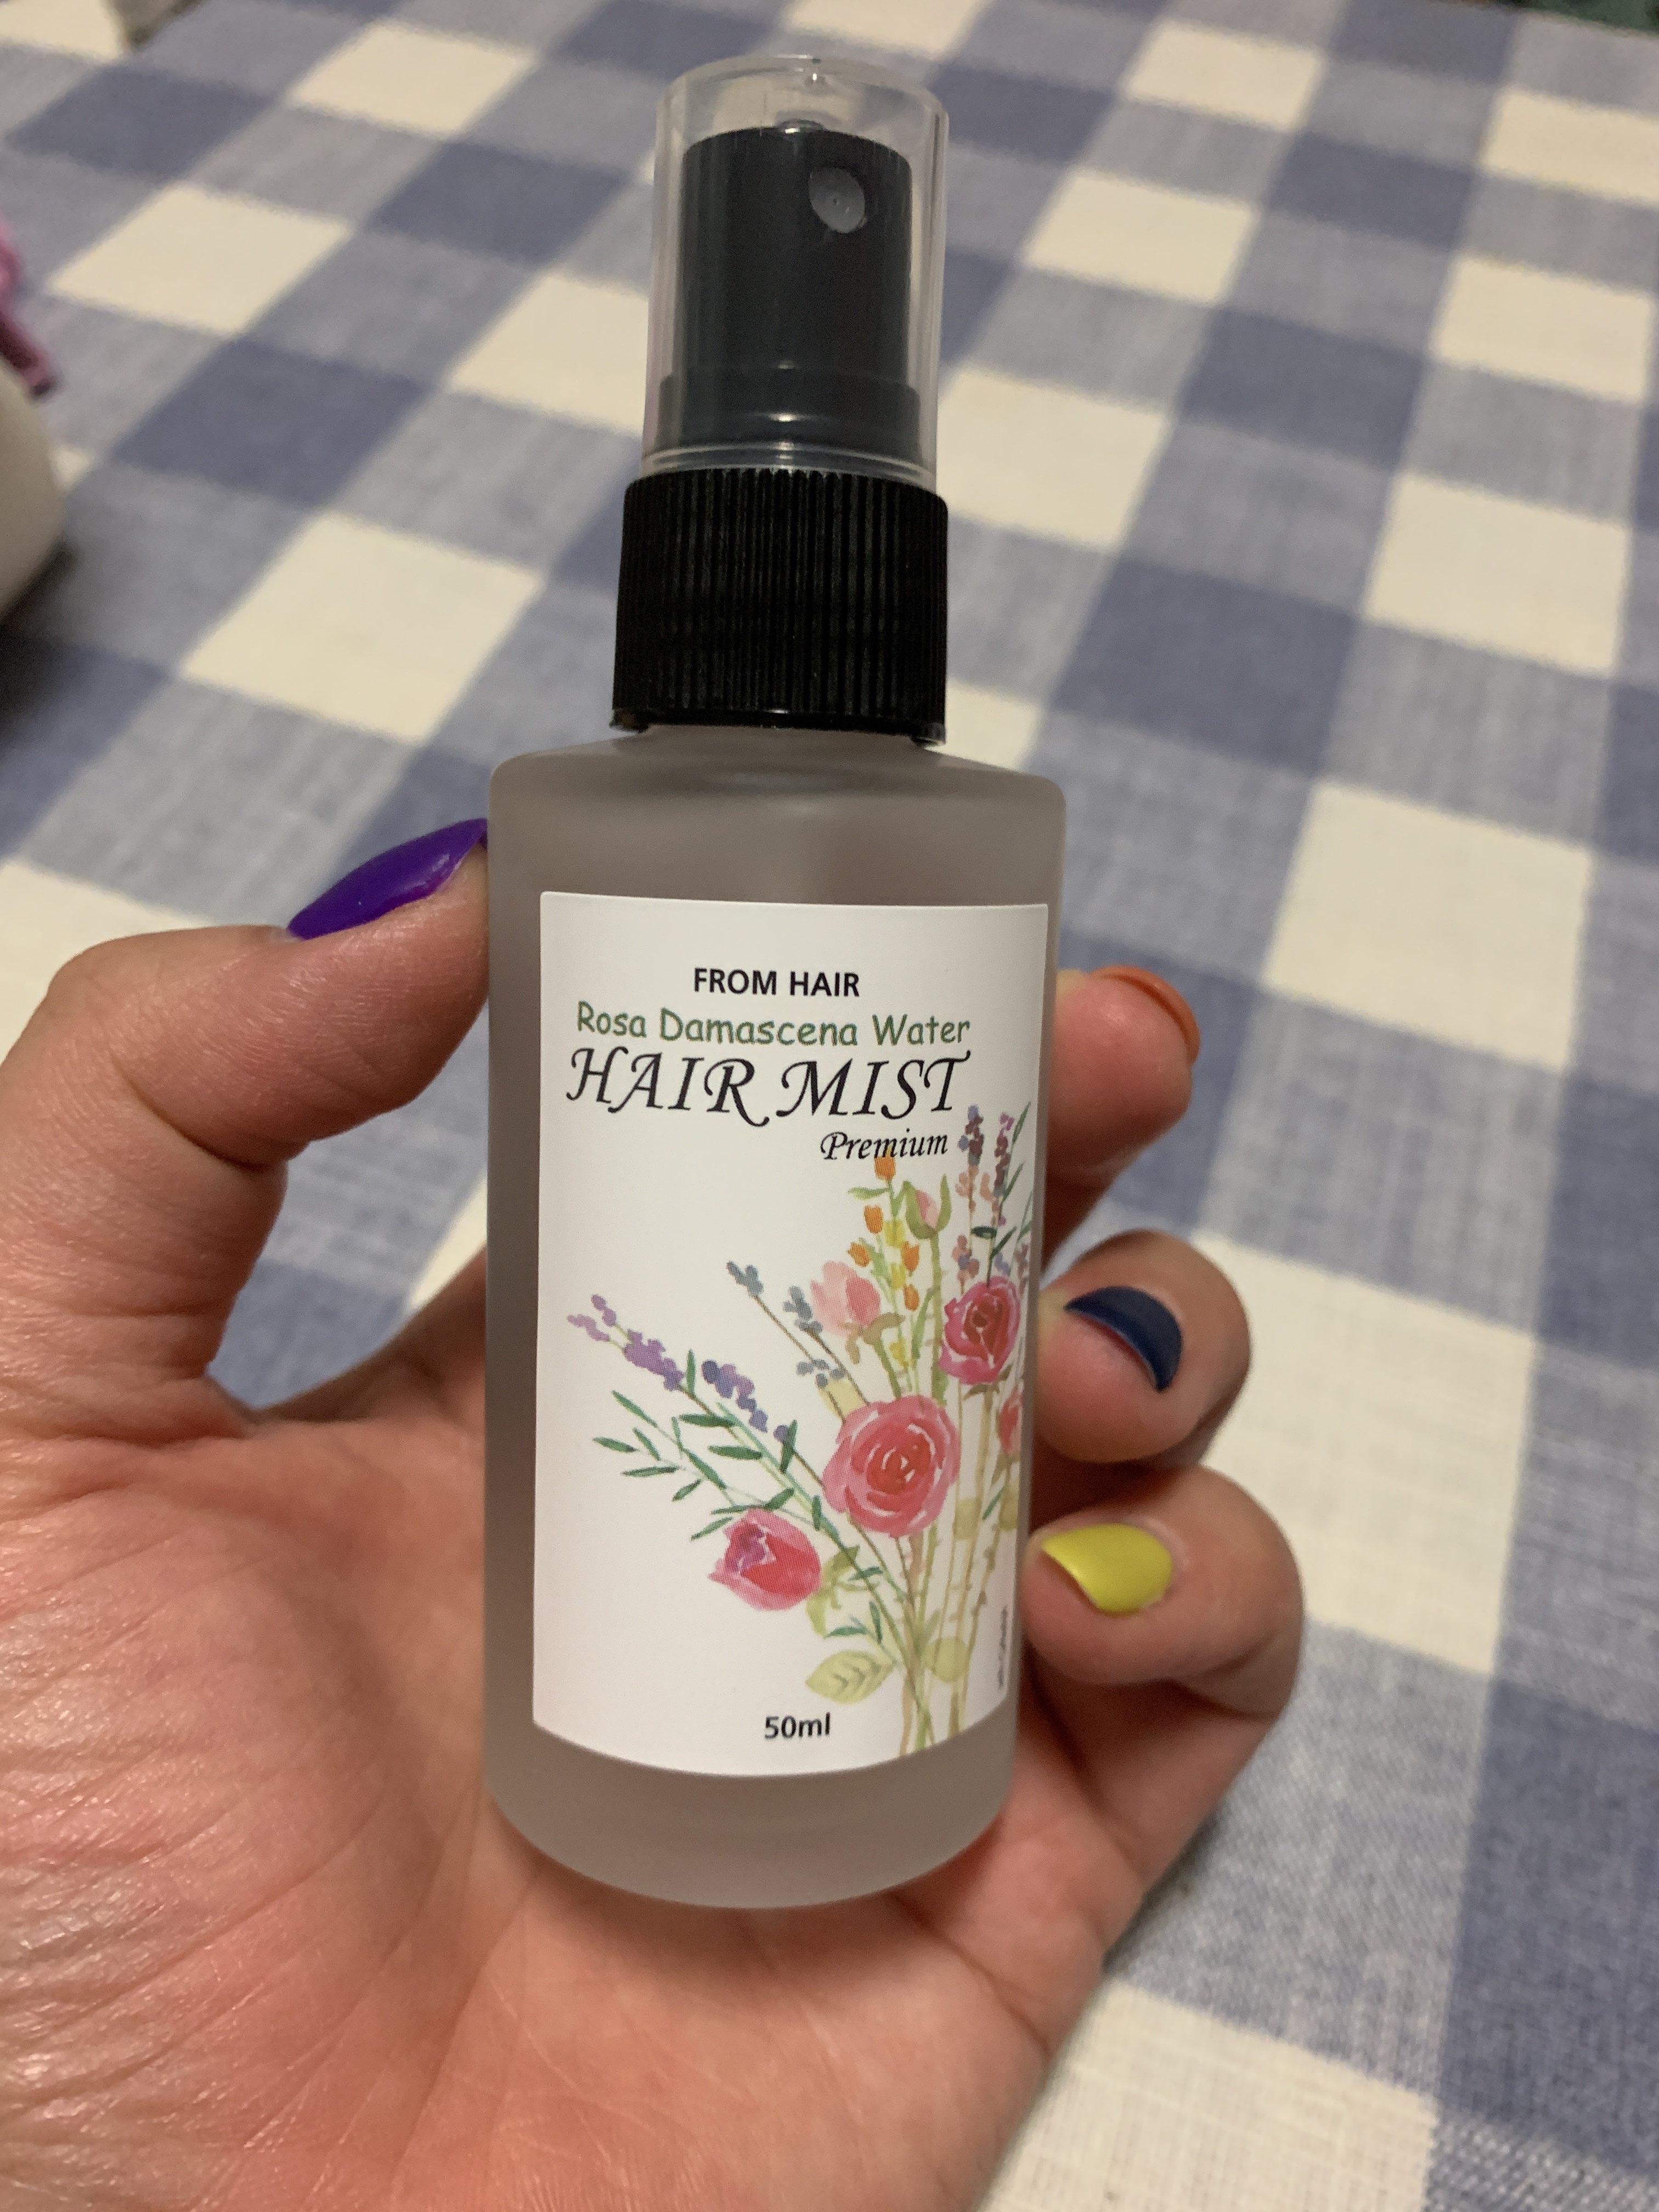 FROM HAIR
Rosa Damascena Water
HAIR MIST
Premium
50ml